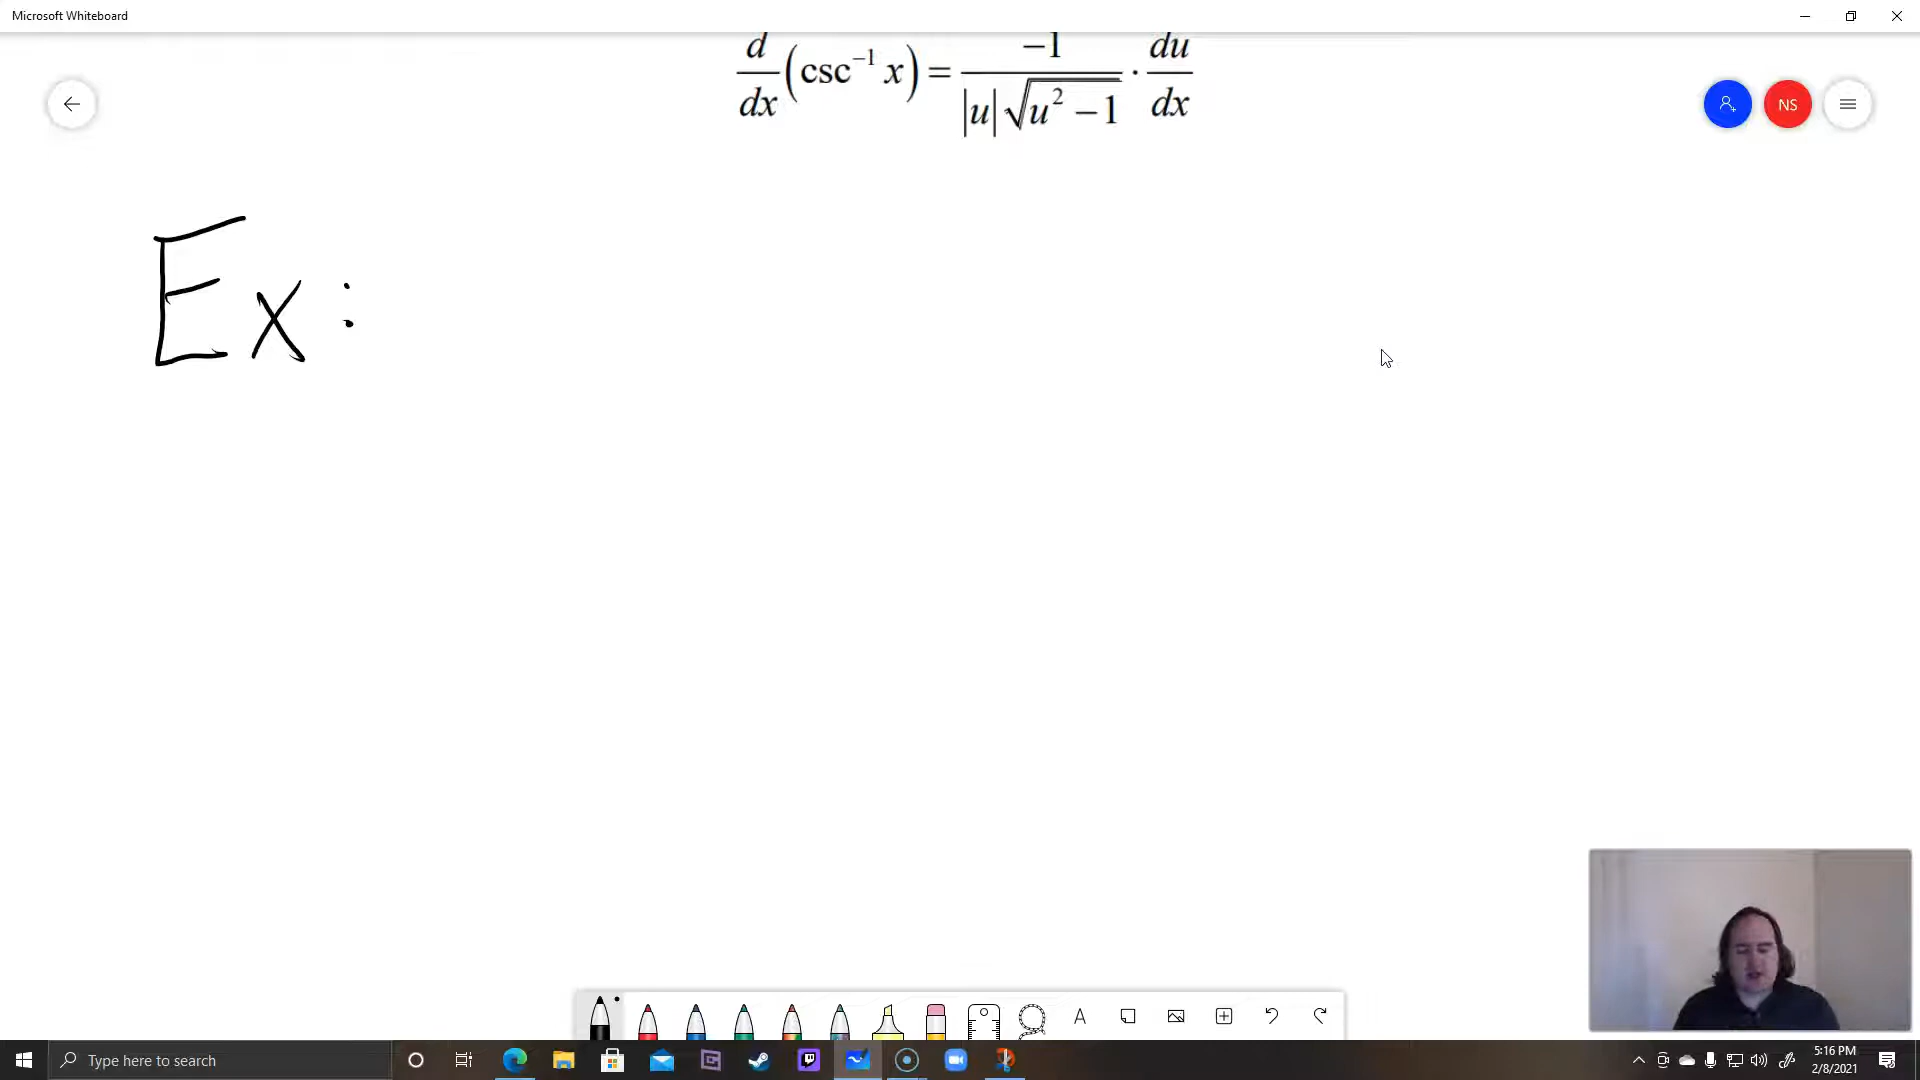 Microsoft Whiteboard
d/dx (csc⁻¹ x) = -1/(|u|√(u² - 1)) · du/dx
NS
Ex:
A
Type here to search
5:16 PM
2/8/2021